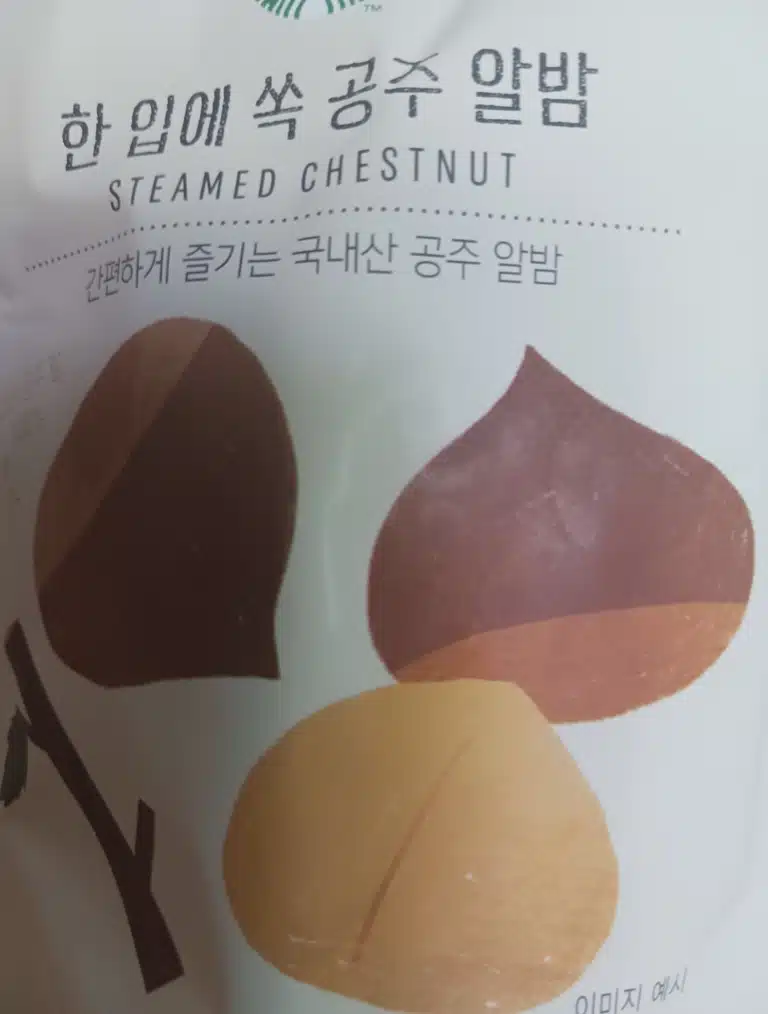 TM
한 입에 쏙 공주 알밤
STEAMED CHESTNUT
간편하게 즐기는 국내산 공주 알밤
이미지 예시